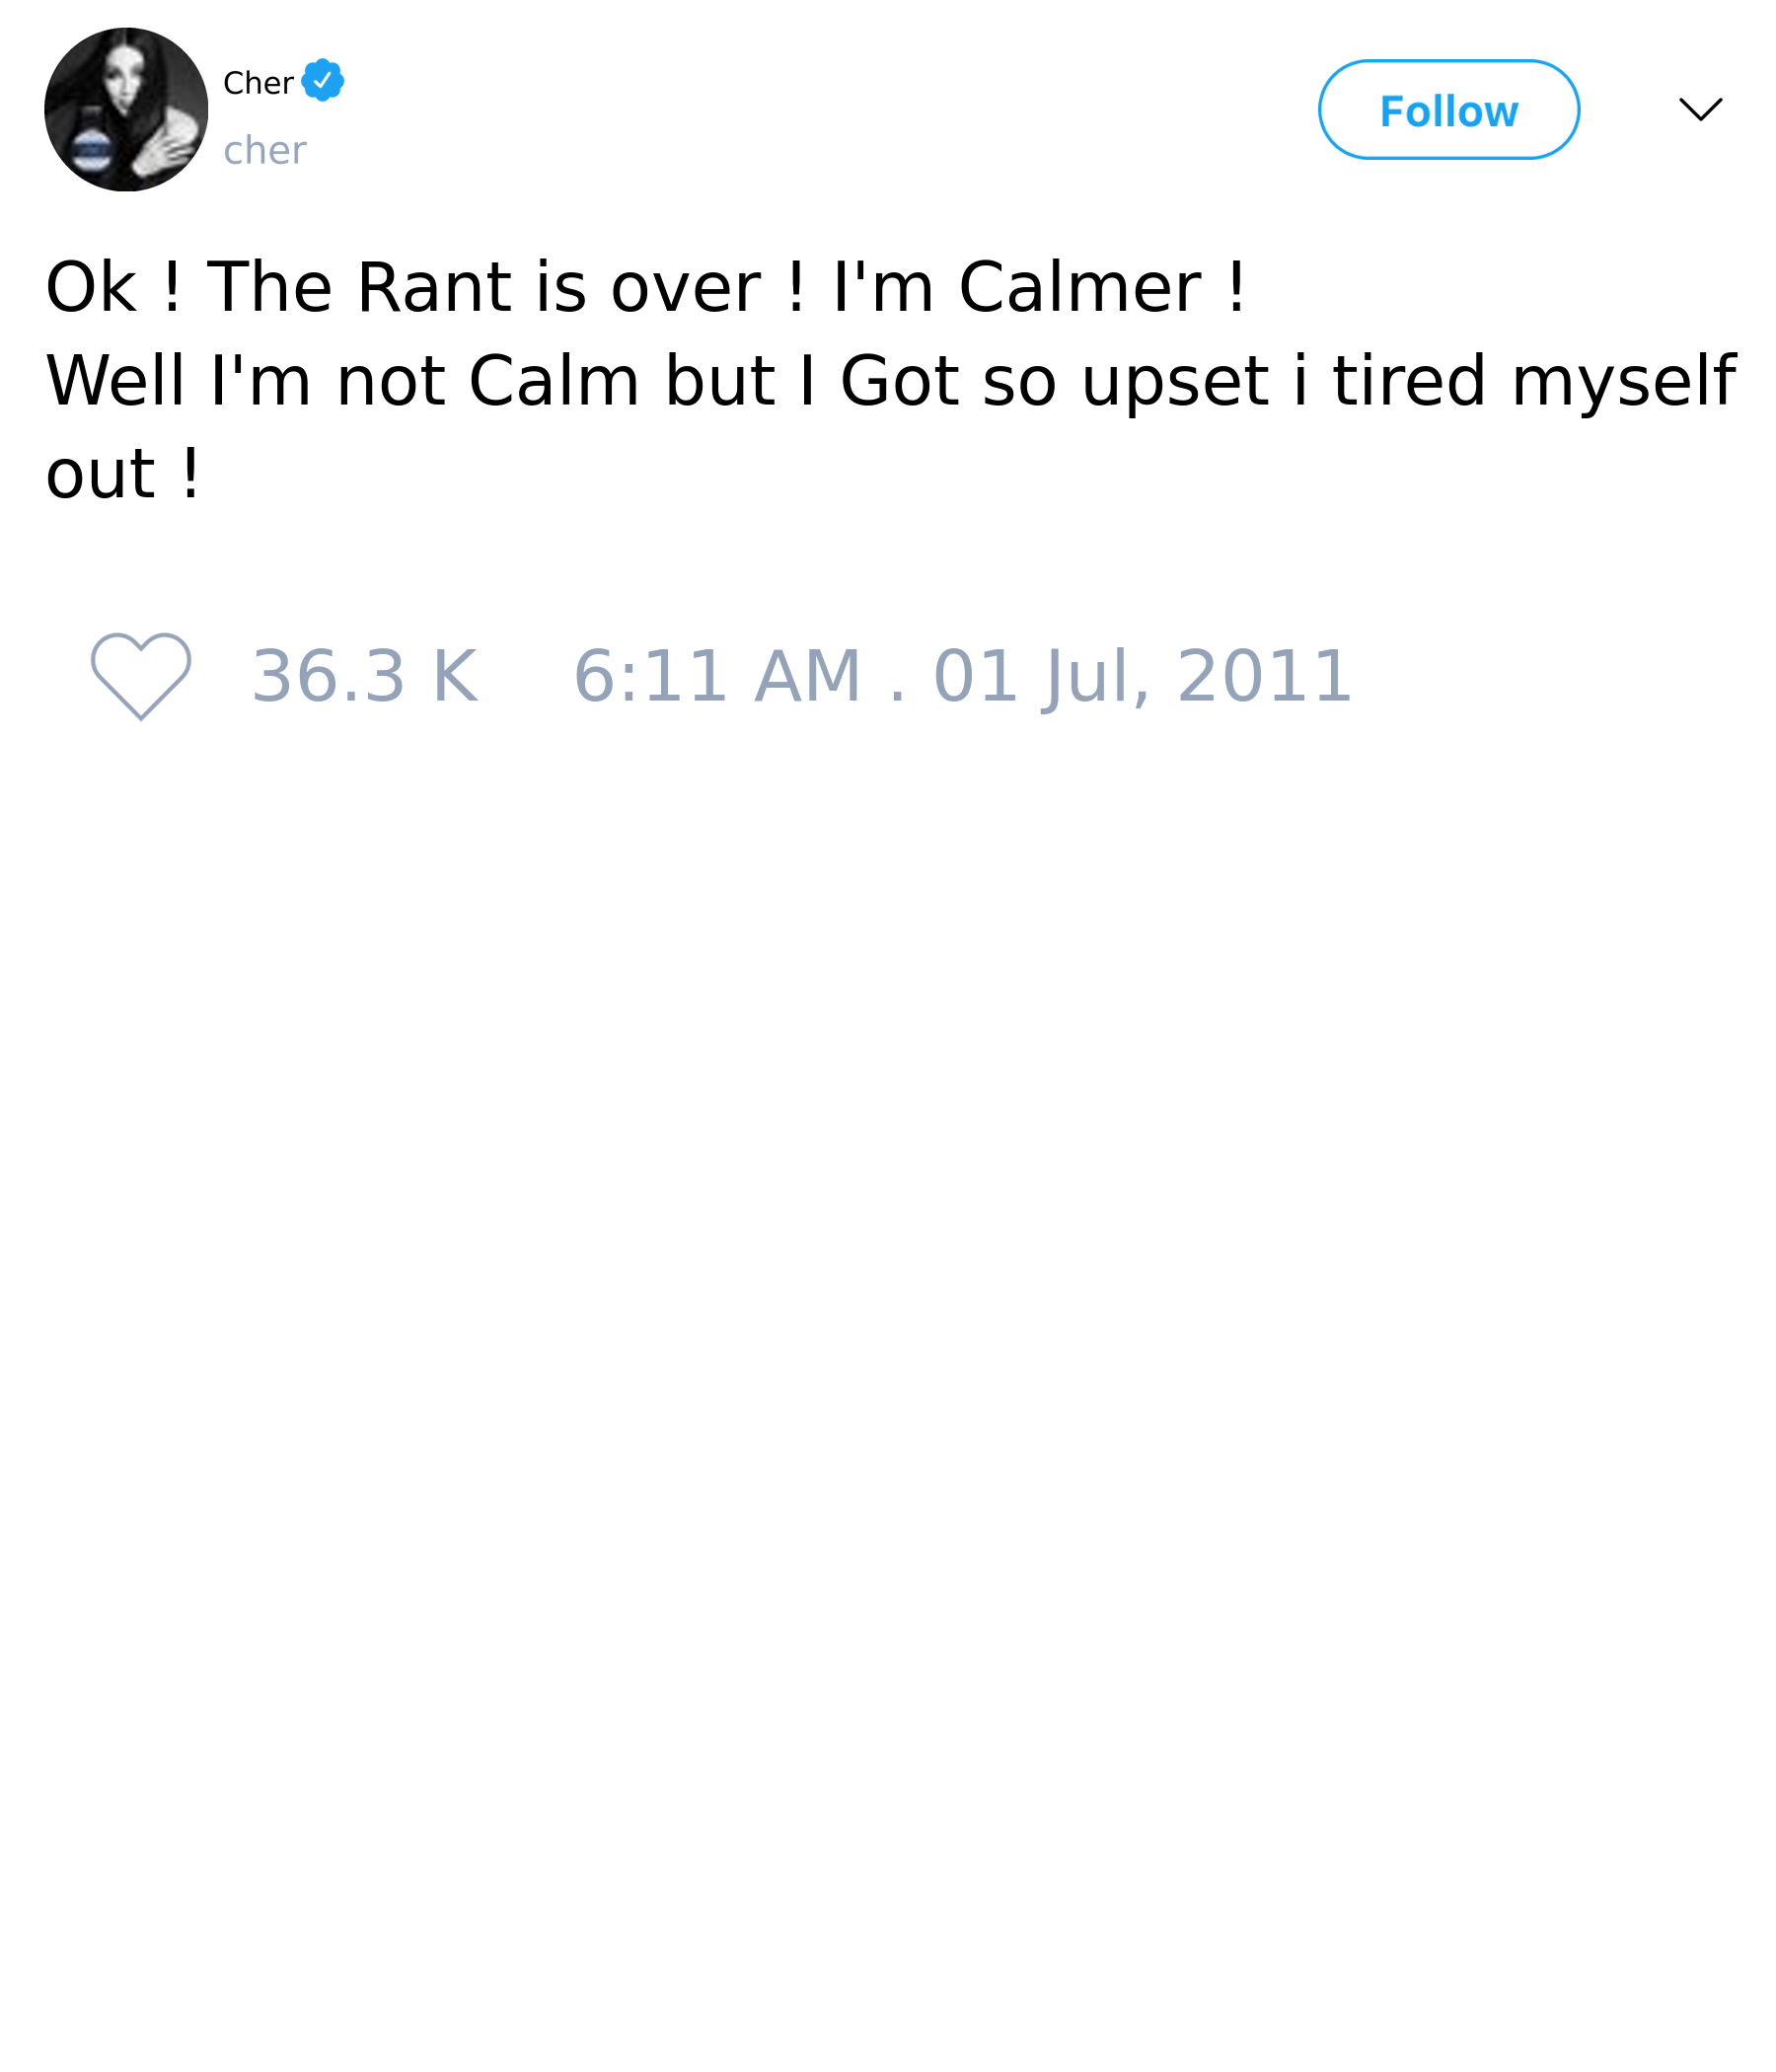 Cher
cher
Follow
Ok ! The Rant is over ! I'm Calmer !
Well I'm not Calm but I Got so upset i tired myself
out !
36.3 K 6:11 AM . 01 Jul, 2011